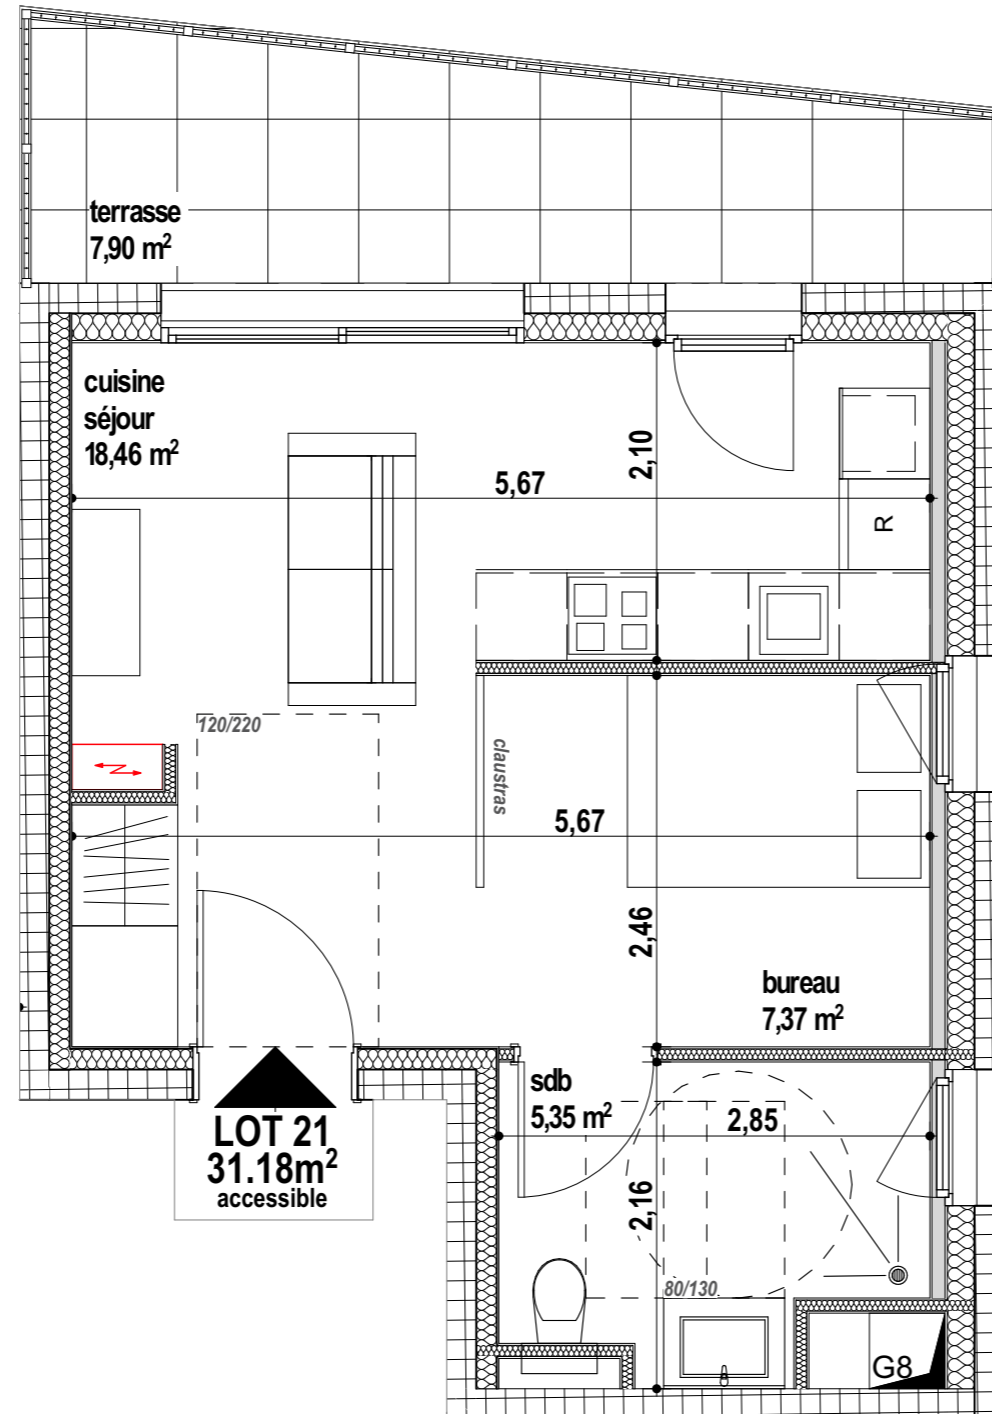 terrasse
7,90 m²
cuisine
séjour
18,46 m²
2,10
5,67
R
120/220
claustras
5,67
2,46
bureau
7,37 m²
sdb
5,35 m²
2,85
LOT 21
31.18m²
accessible
2,16
80/130
G8